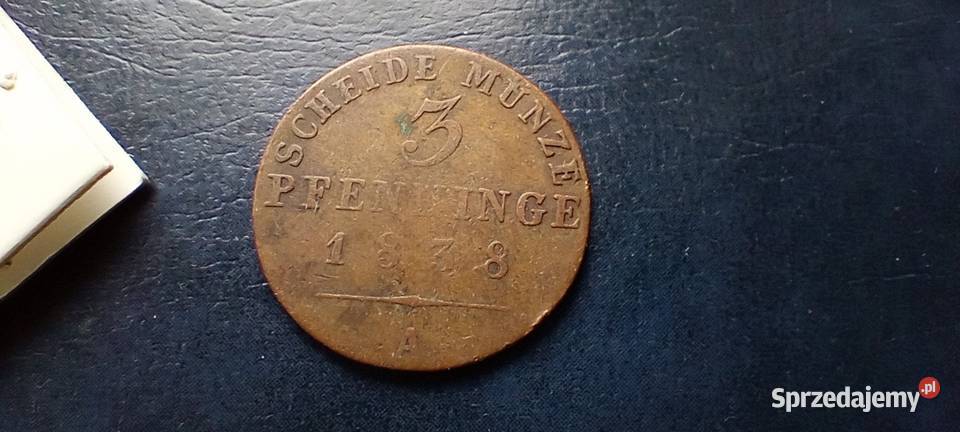 SCHEIDE MÜNZE
3
PFENNINGE
1838
A
Sprzedajemy.pl